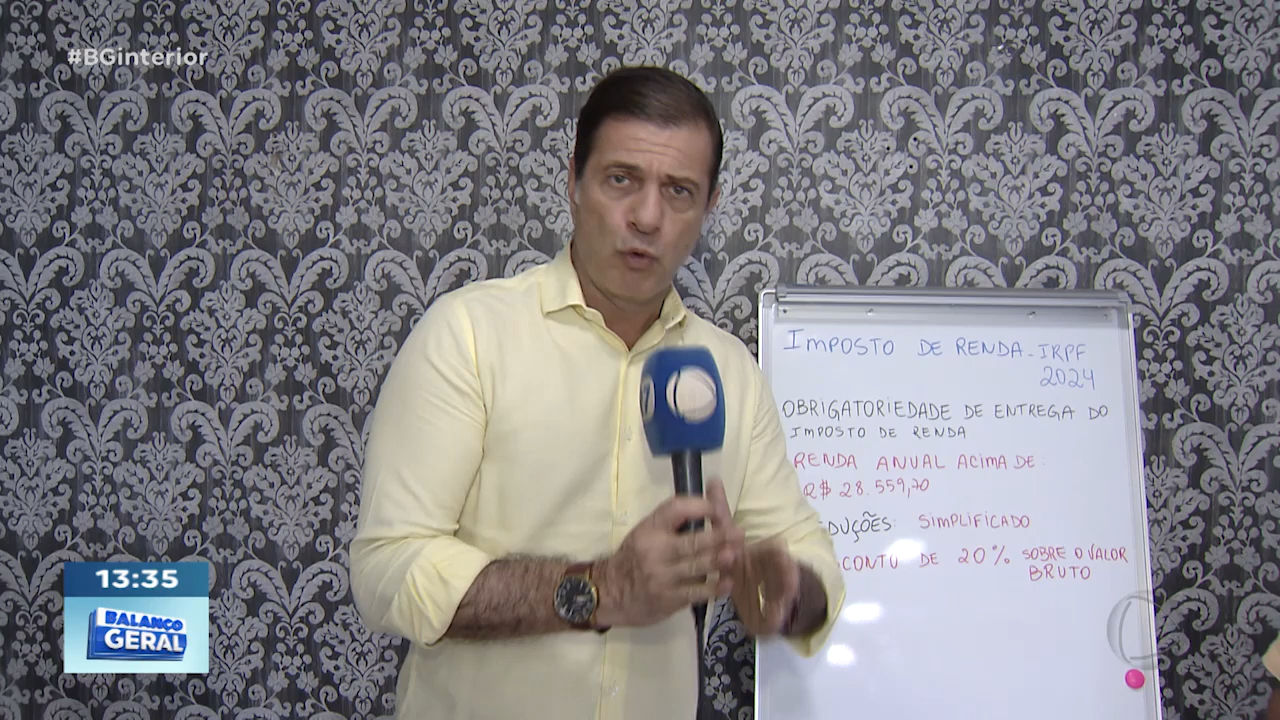 #BGinterior
IMPOSTO DE RENDA-IRPF
2024
OBRIGATORIEDADE DE ENTREGA DO
IMPOSTO DE RENDA
RENDA ANUAL ACIMA DE:
R$ 28.559,70
DUÇÕES: SIMPLIFICADO
CONTO DE 20% SOBRE O VALOR
BRUTO
13:35
BALANÇO
GERAL